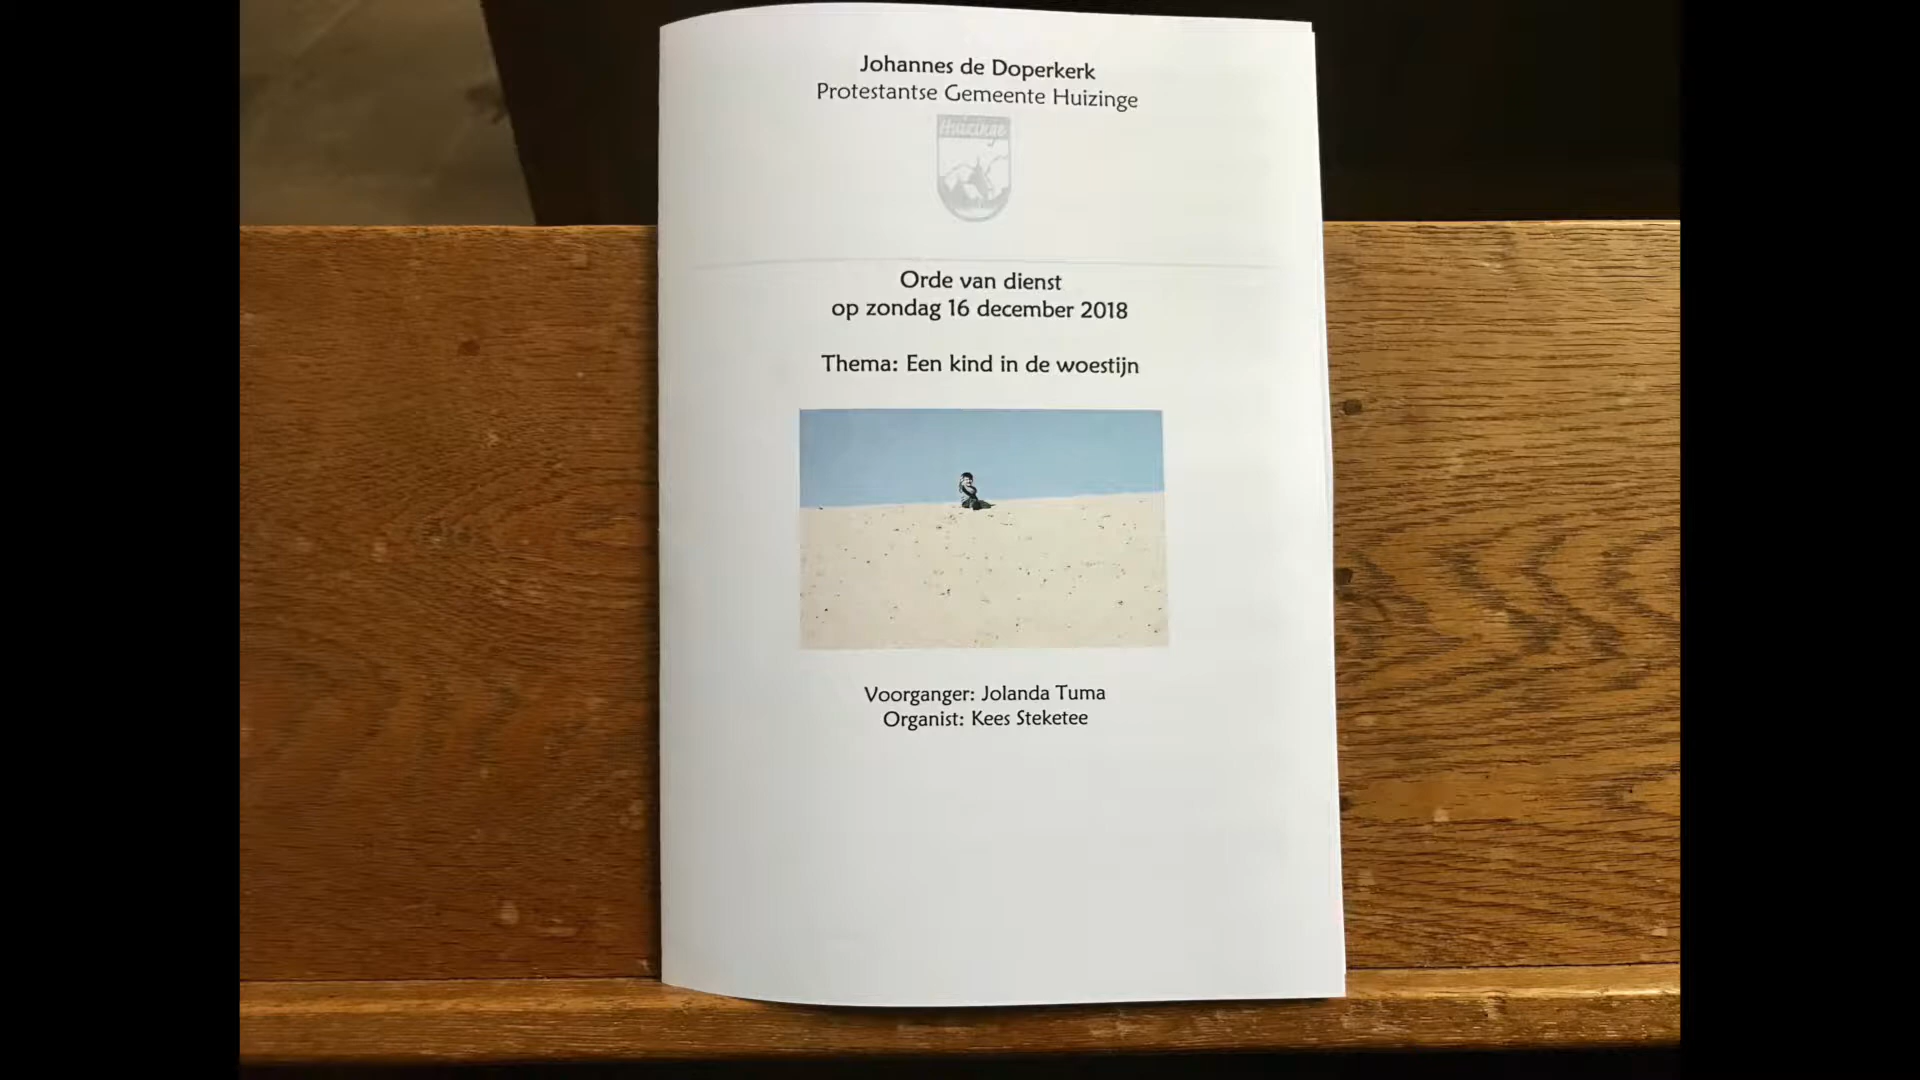 Johannes de Doperkerk
Protestantse Gemeente Huizinge
Huizinge
Orde van dienst
op zondag 16 december 2018
Thema: Een kind in de woestijn
Voorganger: Jolanda Tuma
Organist: Kees Steketee